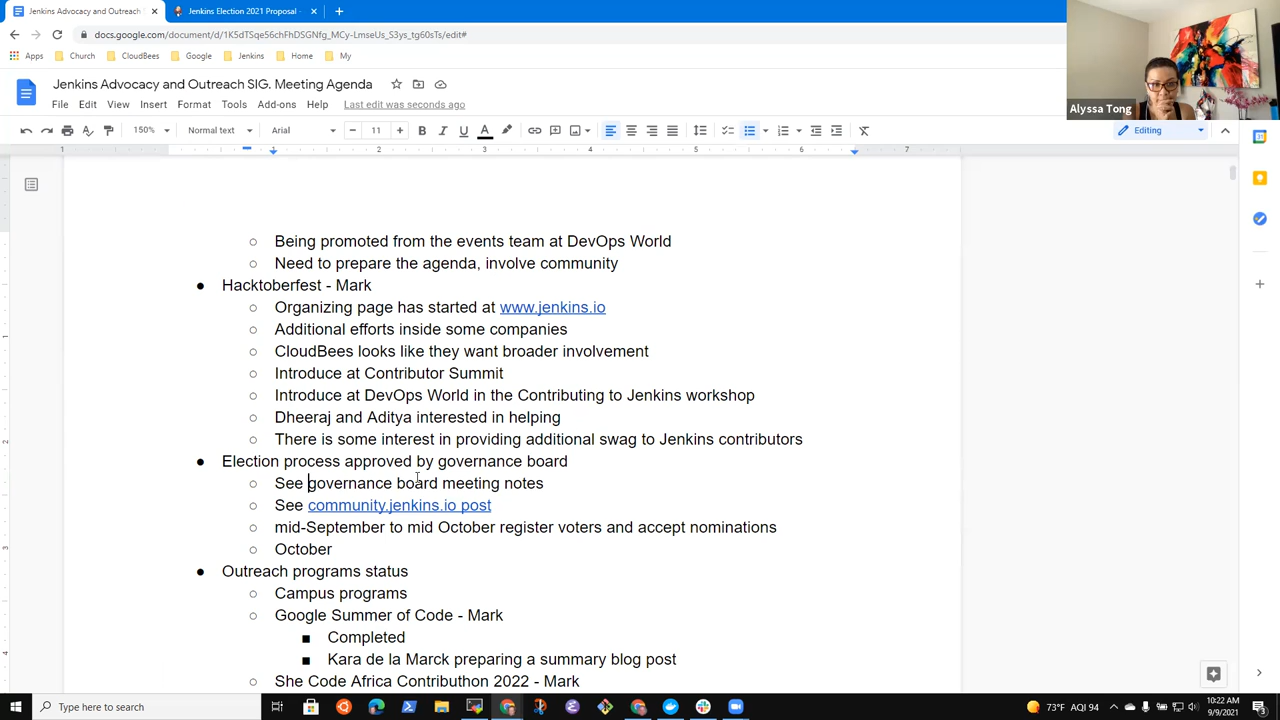 Jenkins Advocacy and Outreach S
Jenkins Election 2021 Proposal -
docs.google.com/document/d/1K5dTSqe56chFhDSGNfg_MCy-LmseUs_S3ys_tg60sTs/edit#
Apps Church CloudBees Google Jenkins Home My
Jenkins Advocacy and Outreach SIG. Meeting Agenda
Alyssa Tong
File Edit View Insert Format Tools Add-ons Help Last edit was seconds ago
150% Normal text Arial 11 B I U A Editing
1 1 2 3 4 5 6 7
Being promoted from the events team at DevOps World
Need to prepare the agenda, involve community
Hacktoberfest - Mark
Organizing page has started at www.jenkins.io
Additional efforts inside some companies
CloudBees looks like they want broader involvement
Introduce at Contributor Summit
Introduce at DevOps World in the Contributing to Jenkins workshop
Dheeraj and Aditya interested in helping
There is some interest in providing additional swag to Jenkins contributors
Election process approved by governance board
See governance board meeting notes
See community.jenkins.io post
mid-September to mid October register voters and accept nominations
October
Outreach programs status
Campus programs
Google Summer of Code - Mark
Completed
Kara de la Marck preparing a summary blog post
She Code Africa Contributhon 2022 - Mark
Type here to search
73°F AQI 94
10:22 AM
9/9/2021